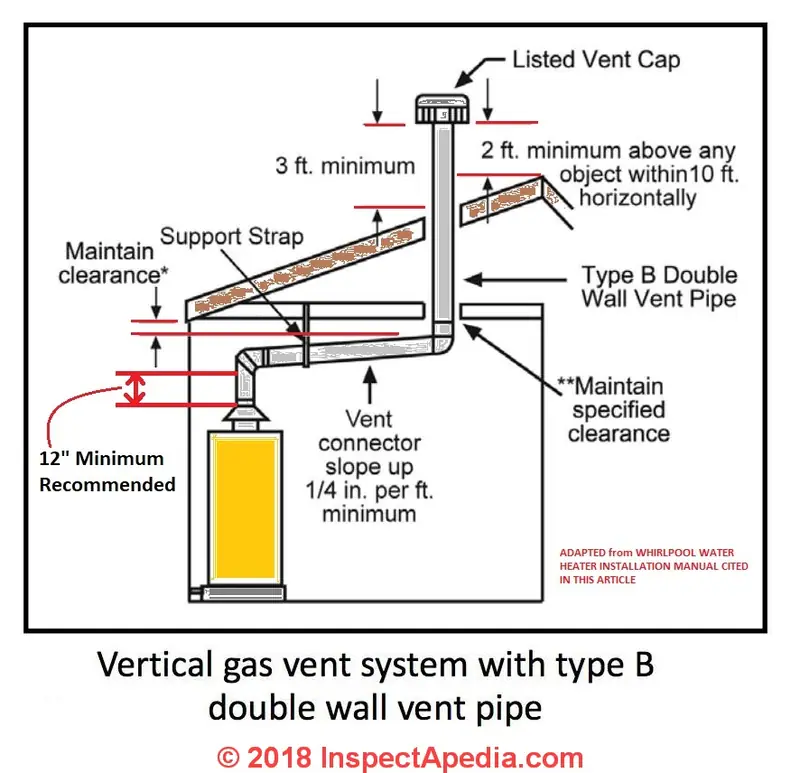 Listed Vent Cap
3 ft. minimum
2 ft. minimum above any
object within10 ft.
horizontally
Support Strap
Maintain
clearance*
Type B Double
Wall Vent Pipe
**Maintain
specified
clearance
Vent
connector
slope up
1/4 in. per ft.
minimum
12" Minimum
Recommended
ADAPTED from WHIRLPOOL WATER
HEATER INSTALLATION MANUAL CITED
IN THIS ARTICLE
Vertical gas vent system with type B
double wall vent pipe
© 2018 InspectApedia.com